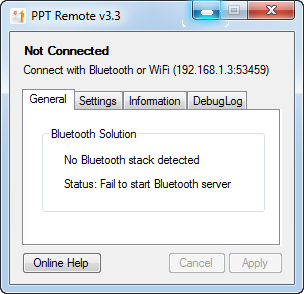 PPT Remote v3.3
Not Connected
Connect with Bluetooth or WiFi (192.168.1.3:53459)
General Settings Information DebugLog
Bluetooth Solution
No Bluetooth stack detected
Status: Fail to start Bluetooth server
Online Help Cancel Apply